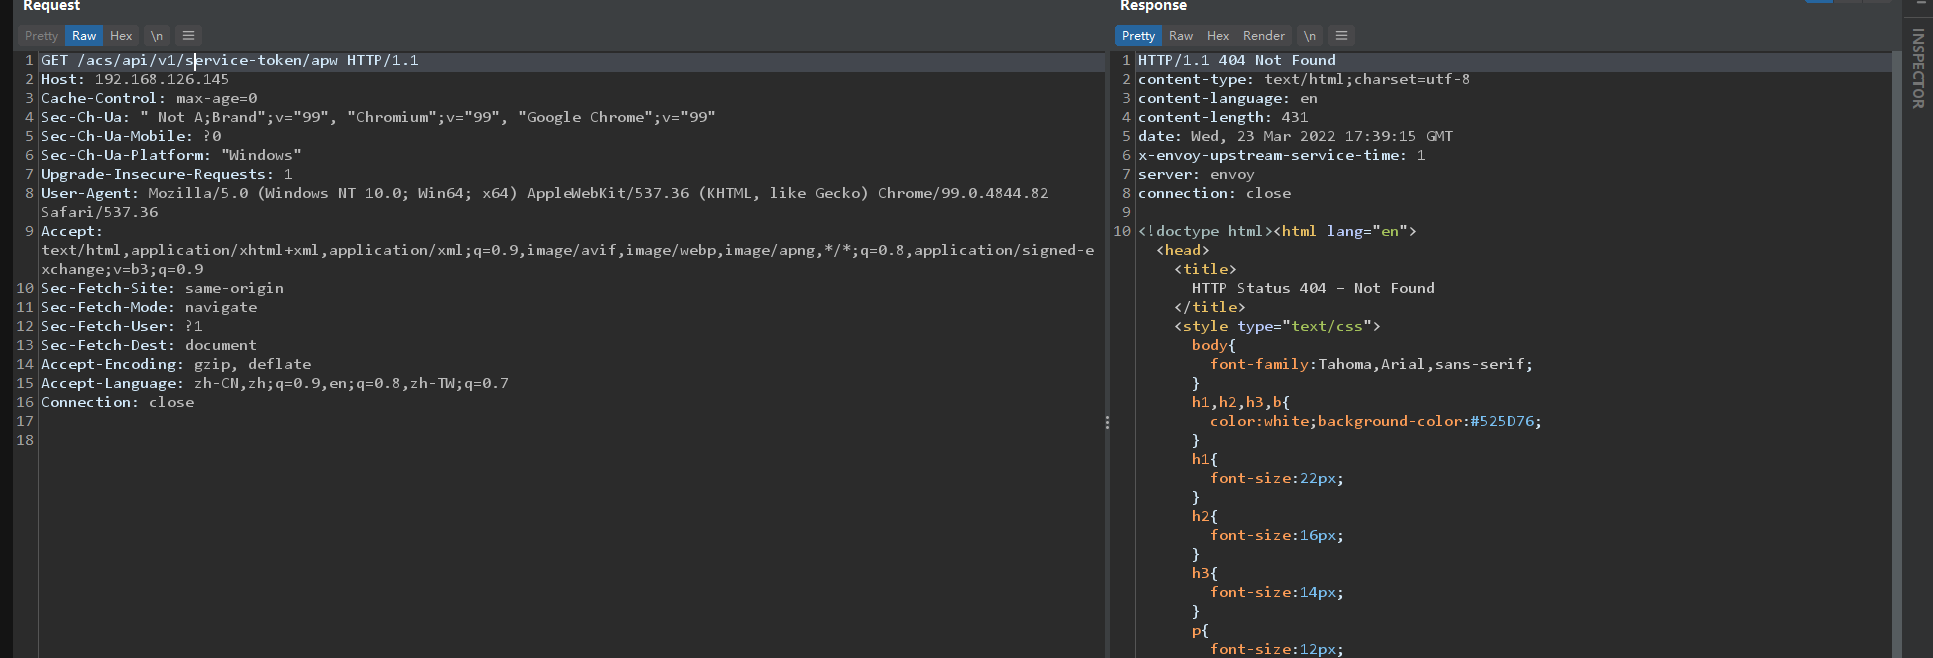 Request
Pretty Raw Hex \n
1 GET /acs/api/v1/service-token/apw HTTP/1.1
2 Host: 192.168.126.145
3 Cache-Control: max-age=0
4 Sec-Ch-Ua: " Not A;Brand";v="99", "Chromium";v="99", "Google Chrome";v="99"
5 Sec-Ch-Ua-Mobile: ?0
6 Sec-Ch-Ua-Platform: "Windows"
7 Upgrade-Insecure-Requests: 1
8 User-Agent: Mozilla/5.0 (Windows NT 10.0; Win64; x64) AppleWebKit/537.36 (KHTML, like Gecko) Chrome/99.0.4844.82
Safari/537.36
9 Accept:
text/html,application/xhtml+xml,application/xml;q=0.9,image/avif,image/webp,image/apng,*/*;q=0.8,application/signed-e
xchange;v=b3;q=0.9
10 Sec-Fetch-Site: same-origin
11 Sec-Fetch-Mode: navigate
12 Sec-Fetch-User: ?1
13 Sec-Fetch-Dest: document
14 Accept-Encoding: gzip, deflate
15 Accept-Language: zh-CN,zh;q=0.9,en;q=0.8,zh-TW;q=0.7
16 Connection: close
17
18
Response
Pretty Raw Hex Render \n
1 HTTP/1.1 404 Not Found
2 content-type: text/html;charset=utf-8
3 content-language: en
4 content-length: 431
5 date: Wed, 23 Mar 2022 17:39:15 GMT
6 x-envoy-upstream-service-time: 1
7 server: envoy
8 connection: close
9
10 <!doctype html><html lang="en">
<head>
<title>
HTTP Status 404 – Not Found
</title>
<style type="text/css">
body{
font-family:Tahoma,Arial,sans-serif;
}
h1,h2,h3,b{
color:white;background-color:#525D76;
}
h1{
font-size:22px;
}
h2{
font-size:16px;
}
h3{
font-size:14px;
}
p{
font-size:12px;
INSPECTOR